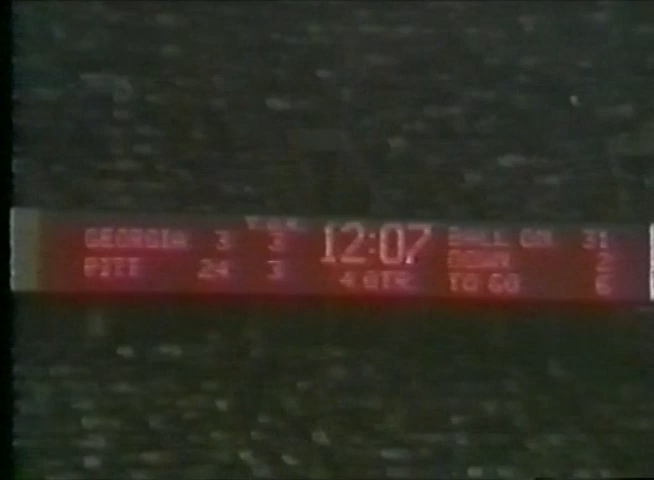 T.O.L. 12:07
GEORGIA 3 3 BALL ON 31
PITT 24 3 DOWN 2
4 QTR. TO GO 6